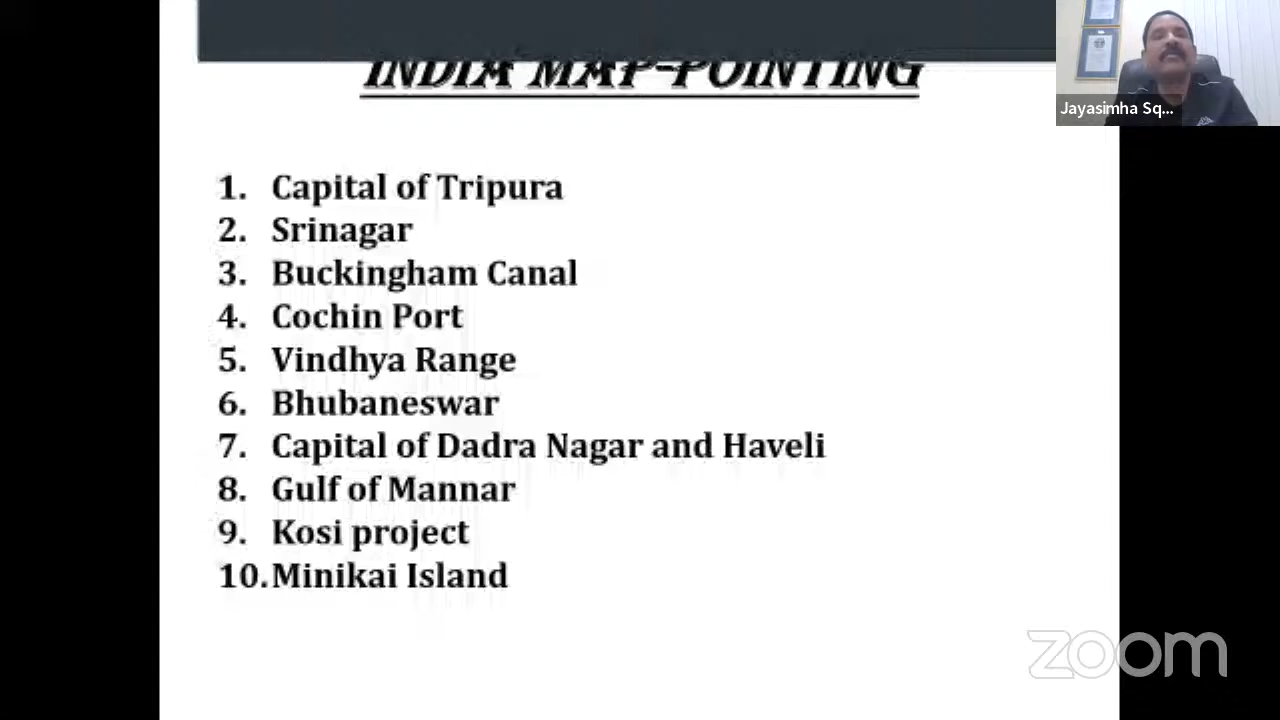 INDIA MAP-POINTING
Jayasimha Sq...
1. Capital of Tripura
2. Srinagar
3. Buckingham Canal
4. Cochin Port
5. Vindhya Range
6. Bhubaneswar
7. Capital of Dadra Nagar and Haveli
8. Gulf of Mannar
9. Kosi project
10. Minikai Island
zoom